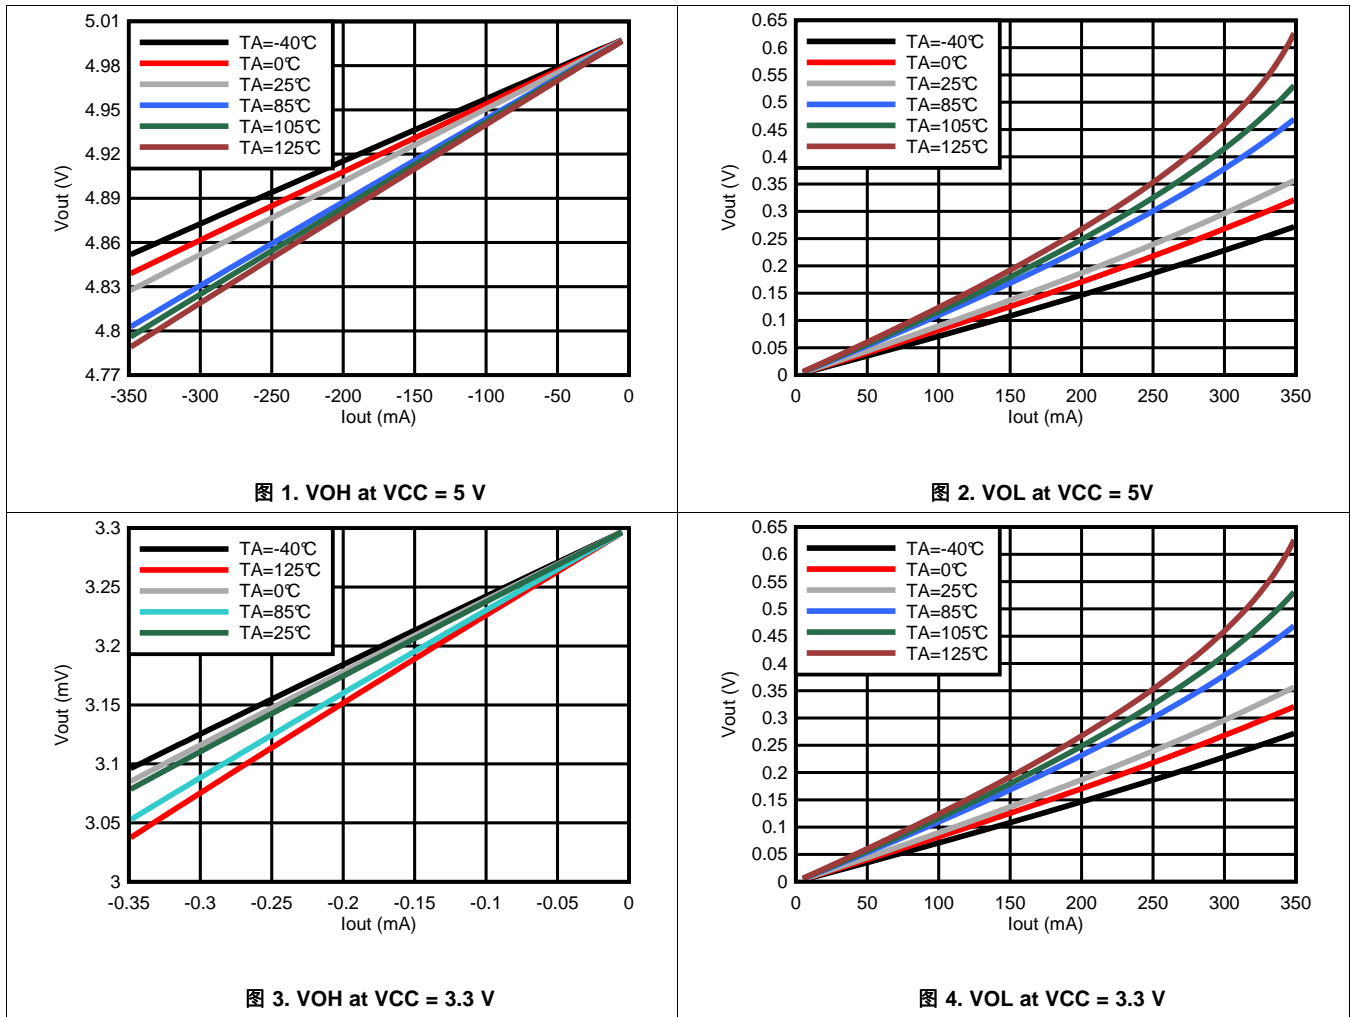 5.01
4.98
4.95
4.92
4.89
4.86
4.83
4.8
4.77
Vout (V)
TA=-40°C
TA=0°C
TA=25°C
TA=85°C
TA=105°C
TA=125°C
-350 -300 -250 -200 -150 -100 -50 0
Iout (mA)
图 1. VOH at VCC = 5 V
0.65
0.6
0.55
0.5
0.45
0.4
0.35
0.3
0.25
0.2
0.15
0.1
0.05
0
Vout (V)
TA=-40°C
TA=0°C
TA=25°C
TA=85°C
TA=105°C
TA=125°C
0 50 100 150 200 250 300 350
Iout (mA)
图 2. VOL at VCC = 5V
3.3
3.25
3.2
3.15
3.1
3.05
3
Vout (mV)
TA=-40°C
TA=125°C
TA=0°C
TA=85°C
TA=25°C
-0.35 -0.3 -0.25 -0.2 -0.15 -0.1 -0.05 0
Iout (mA)
图 3. VOH at VCC = 3.3 V
0.65
0.6
0.55
0.5
0.45
0.4
0.35
0.3
0.25
0.2
0.15
0.1
0.05
0
Vout (V)
TA=-40°C
TA=0°C
TA=25°C
TA=85°C
TA=105°C
TA=125°C
0 50 100 150 200 250 300 350
Iout (mA)
图 4. VOL at VCC = 3.3 V